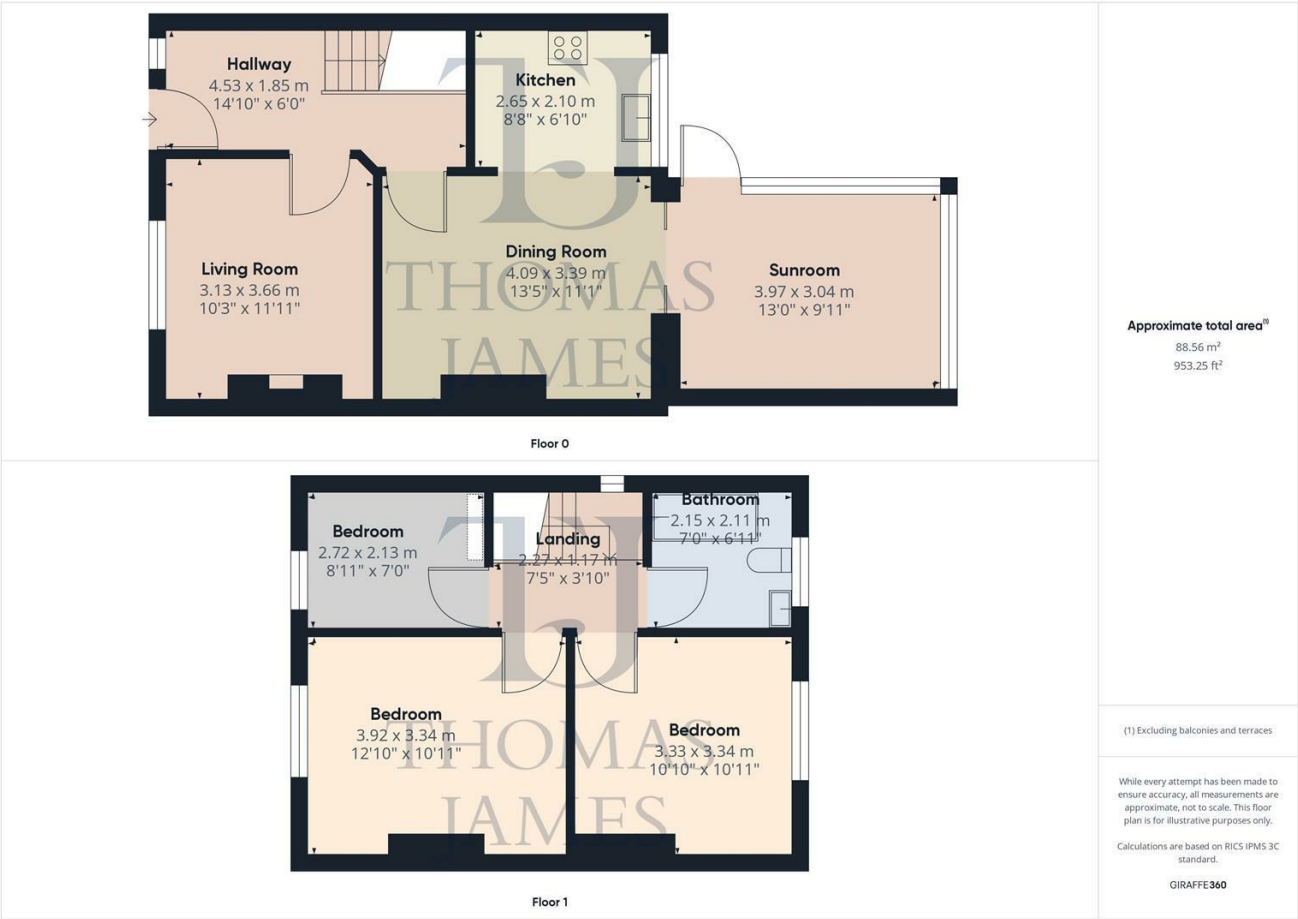 Hallway
4.53 x 1.85 m
14'10" x 6'0"
Kitchen
2.65 x 2.10 m
8'8" x 6'10"
Living Room
3.13 x 3.66 m
10'3" x 11'11"
Dining Room
4.09 x 3.39 m
13'5" x 11'1"
Sunroom
3.97 x 3.04 m
13'0" x 9'11"
TJ
THOMAS
JAMES
Floor 0
Bedroom
2.72 x 2.13 m
8'11" x 7'0"
Landing
2.27 x 1.17 m
7'5" x 3'10"
Bathroom
2.15 x 2.11 m
7'0" x 6'11"
Bedroom
3.92 x 3.34 m
12'10" x 10'11"
Bedroom
3.33 x 3.34 m
10'10" x 10'11"
TJ
THOMAS
JAMES
Floor 1
Approximate total area⁽¹⁾
88.56 m²
953.25 ft²
(1) Excluding balconies and terraces
While every attempt has been made to
ensure accuracy, all measurements are
approximate, not to scale. This floor
plan is for illustrative purposes only.
Calculations are based on RICS IPMS 3C
standard.
GIRAFFE360